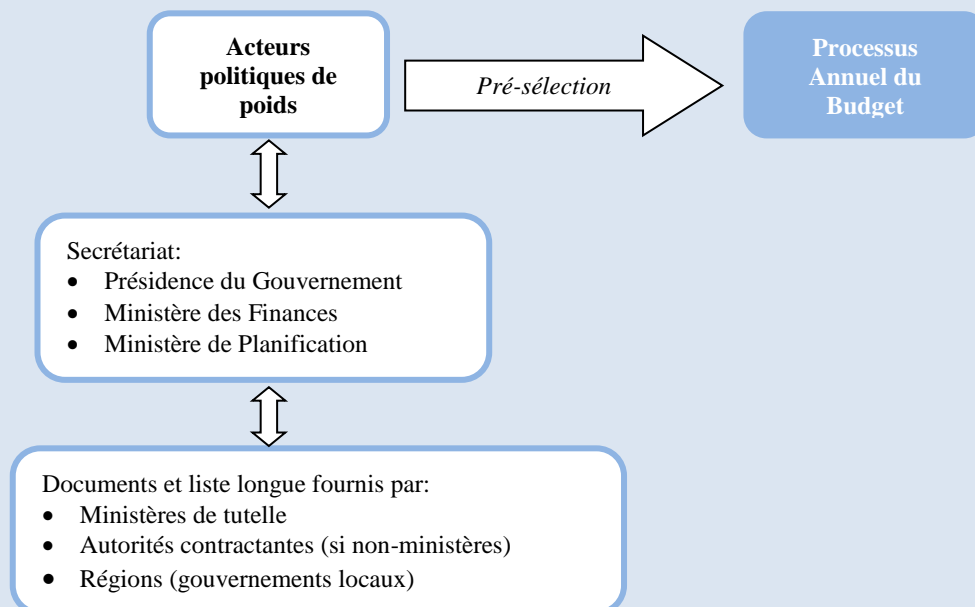 Acteurs
politiques de
poids
Pré-sélection
Processus
Annuel du
Budget
Secrétariat:
• Présidence du Gouvernement
• Ministère des Finances
• Ministère de Planification
Documents et liste longue fournis par:
• Ministères de tutelle
• Autorités contractantes (si non-ministères)
• Régions (gouvernements locaux)